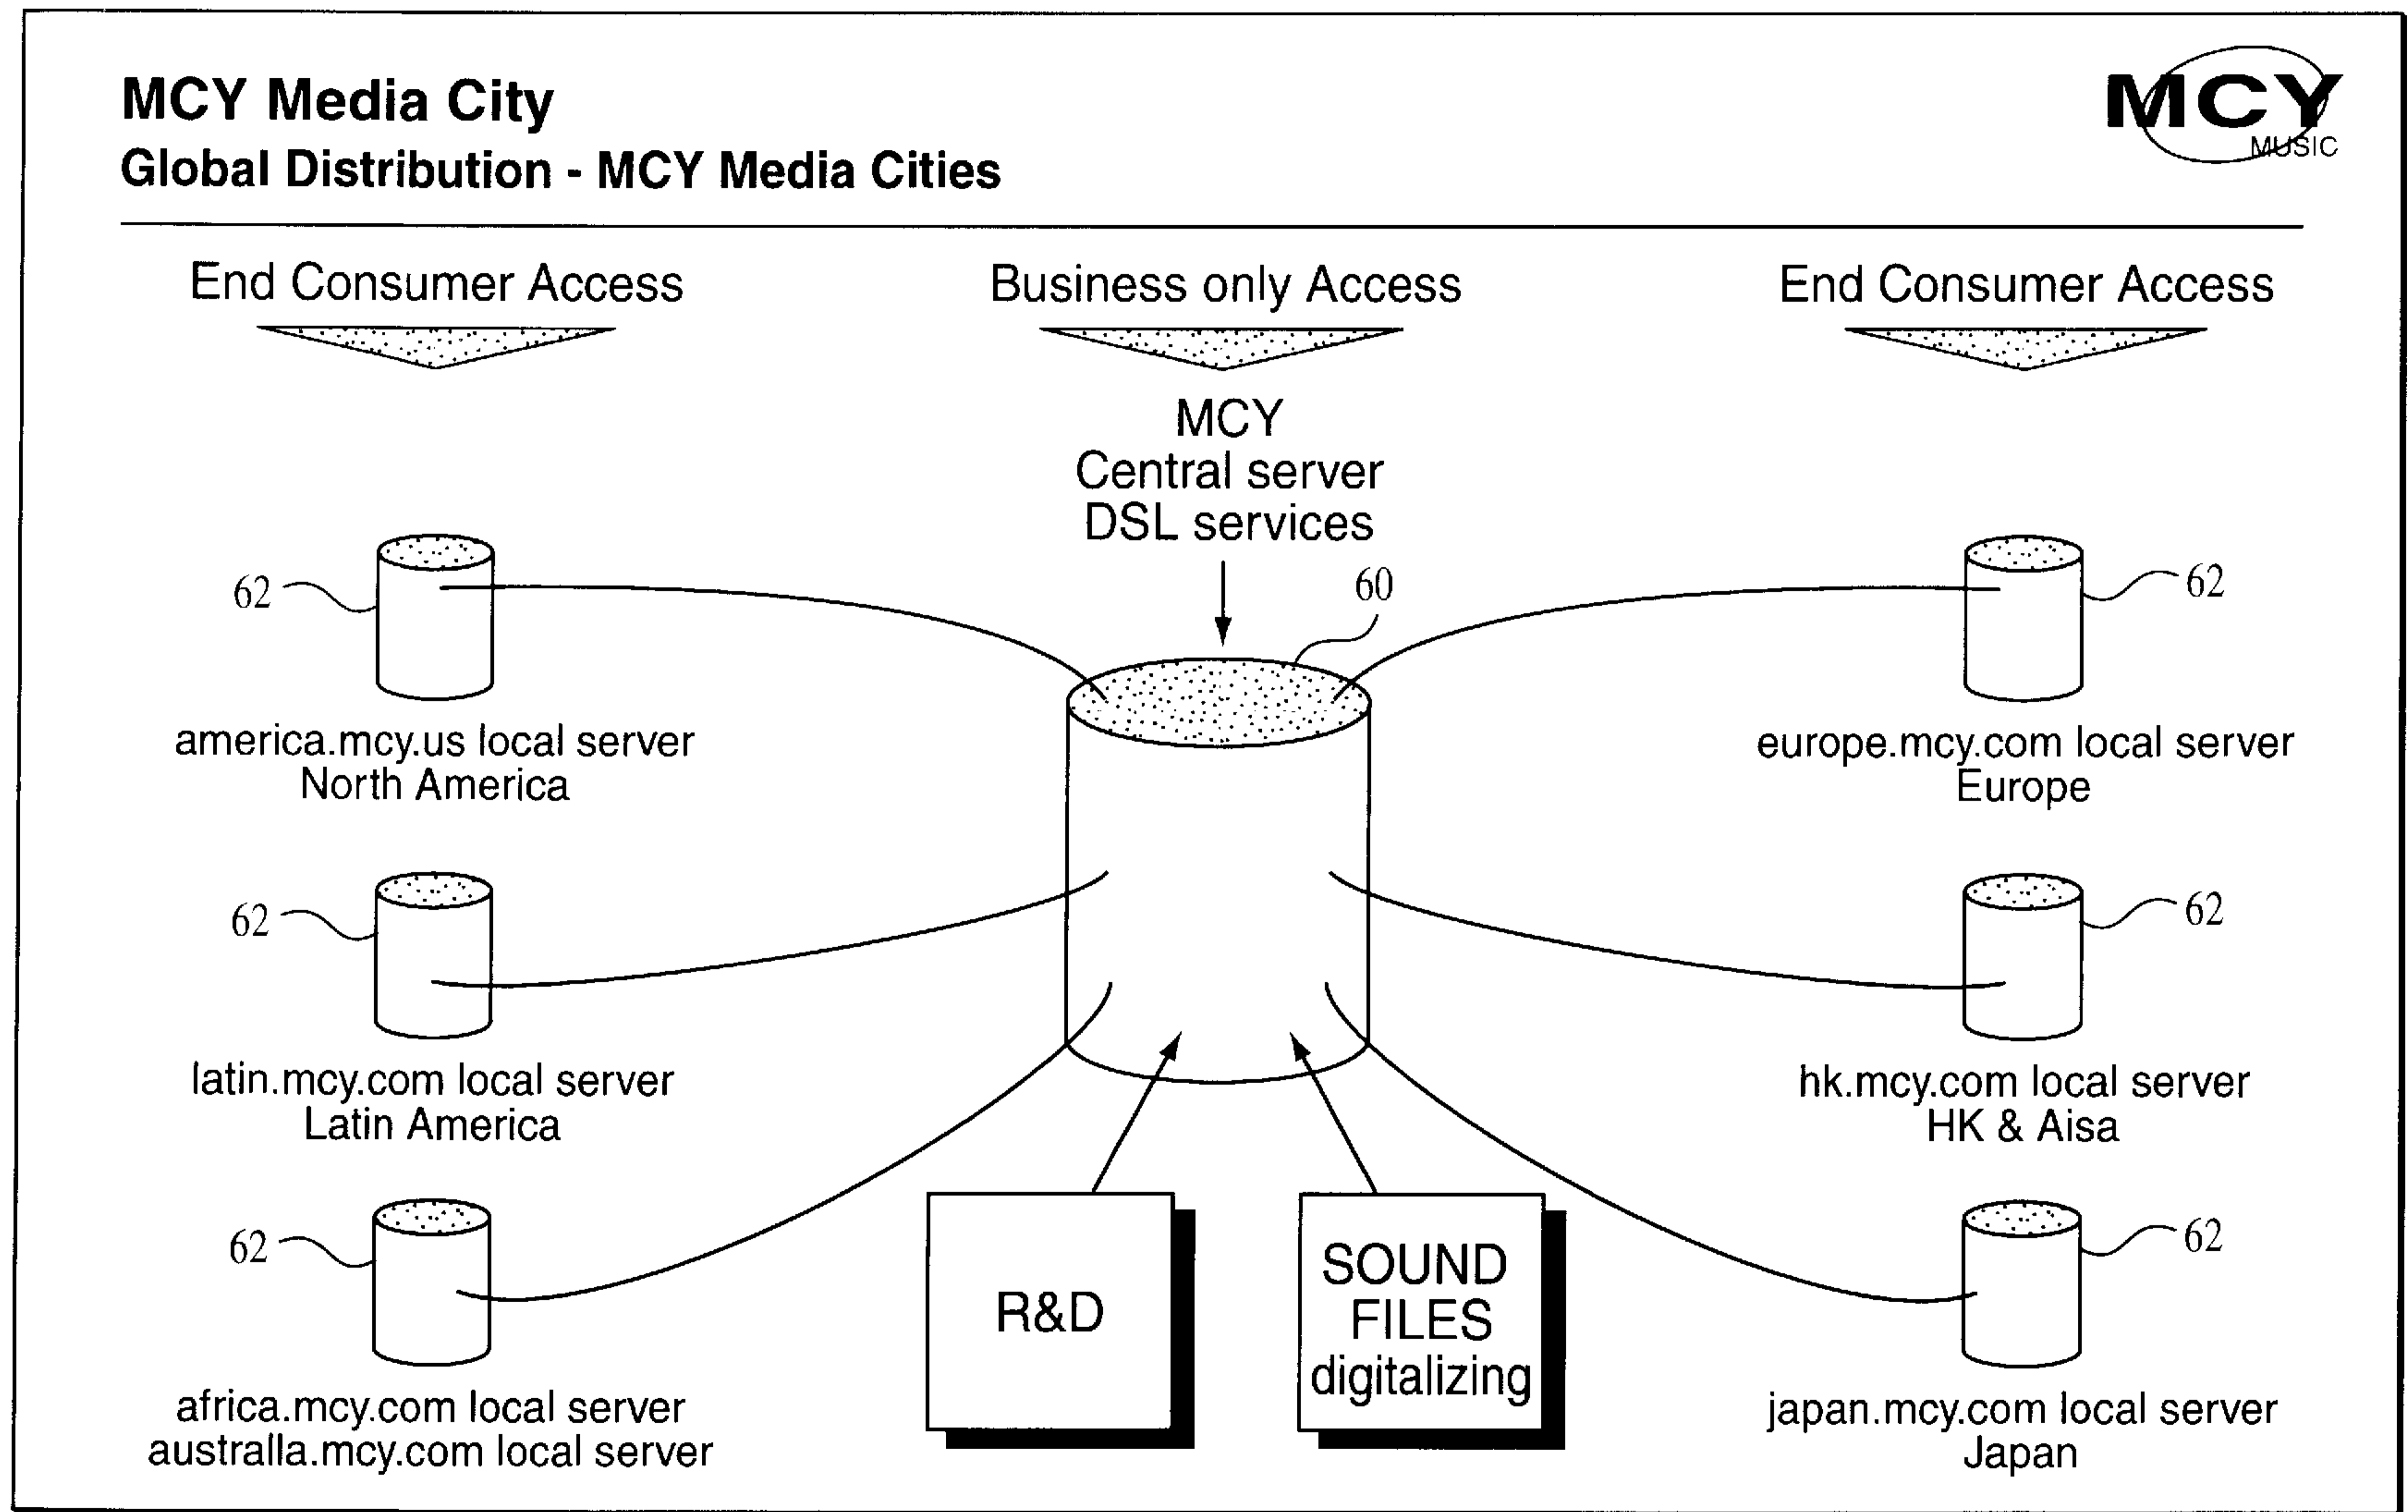 MCY Media City
Global Distribution - MCY Media Cities
MCY
MUSIC
End Consumer Access
Business only Access
End Consumer Access
MCY
Central server
DSL services
60
62
62
america.mcy.us local server
North America
europe.mcy.com local server
Europe
62
62
latin.mcy.com local server
Latin America
hk.mcy.com local server
HK & Aisa
62
62
R&D
SOUND
FILES
digitalizing
africa.mcy.com local server
australla.mcy.com local server
japan.mcy.com local server
Japan